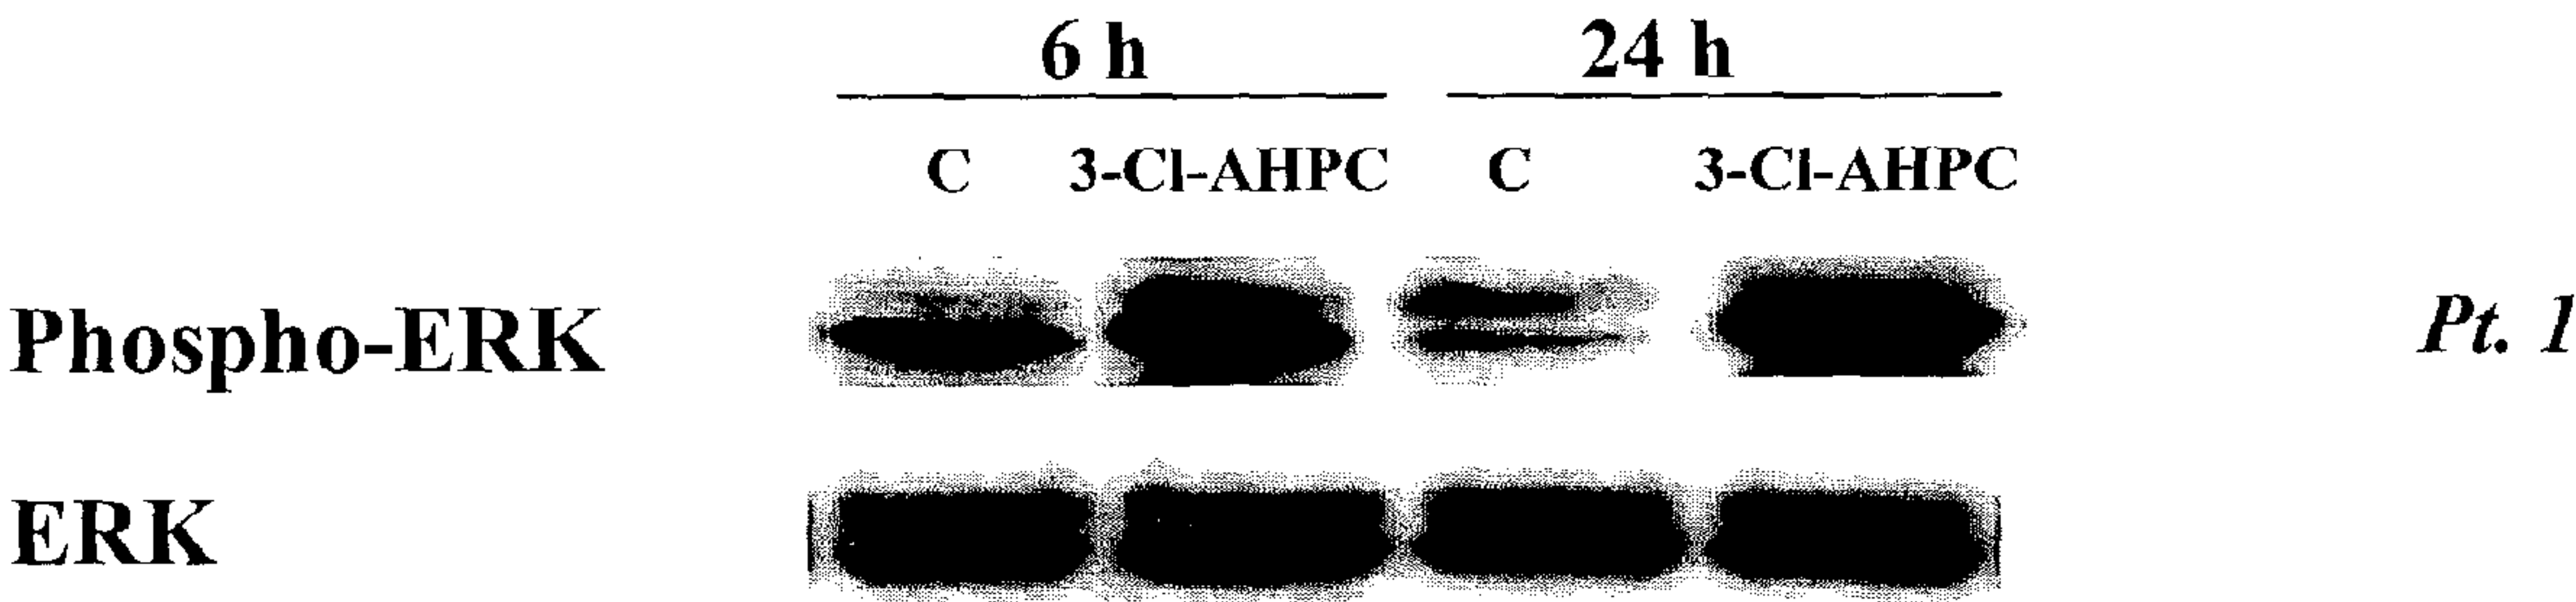 6 h 24 h
C 3-Cl-AHPC C 3-Cl-AHPC
Phospho-ERK Pt. 1
ERK